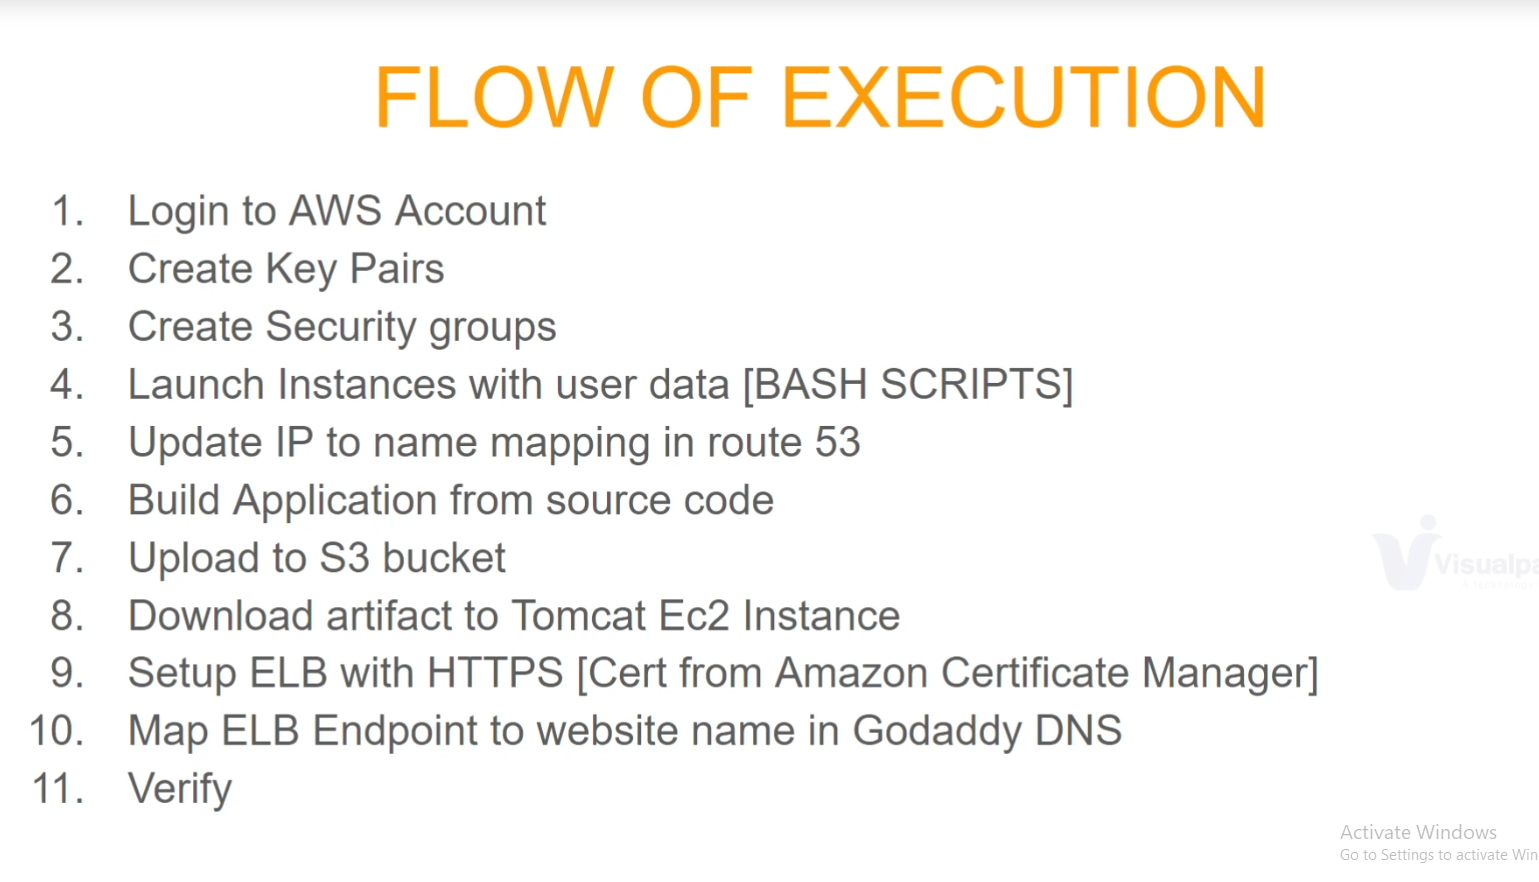 FLOW OF EXECUTION
1. Login to AWS Account
2. Create Key Pairs
3. Create Security groups
4. Launch Instances with user data [BASH SCRIPTS]
5. Update IP to name mapping in route 53
6. Build Application from source code
7. Upload to S3 bucket
8. Download artifact to Tomcat Ec2 Instance
9. Setup ELB with HTTPS [Cert from Amazon Certificate Manager]
10. Map ELB Endpoint to website name in Godaddy DNS
11. Verify
Visualpa
Activate Windows
Go to Settings to activate Win